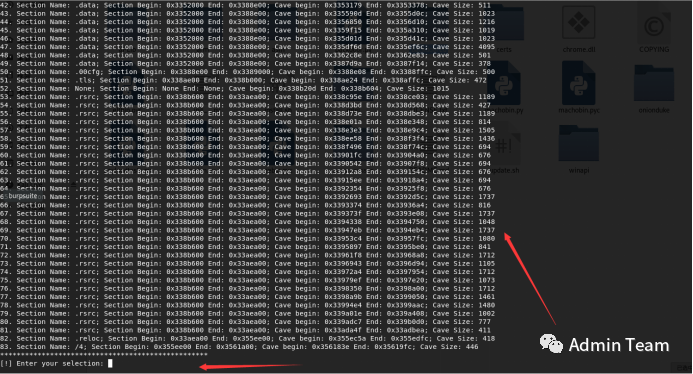 42. Section Name: .data; Section Begin: 0x3352000 End: 0x3388e00; Cave begin: 0x3353179 End: 0x3353378; Cave Size: 511
43. Section Name: .data; Section Begin: 0x3352000 End: 0x3388e00; Cave begin: 0x335590d End: 0x3355d0c; Cave Size: 1023
44. Section Name: .data; Section Begin: 0x3352000 End: 0x3388e00; Cave begin: 0x3356850 End: 0x3356d10; Cave Size: 1216
45. Section Name: .data; Section Begin: 0x3352000 End: 0x3388e00; Cave begin: 0x3359f15 End: 0x335a310; Cave Size: 1019
46. Section Name: .data; Section Begin: 0x3352000 End: 0x3388e00; Cave begin: 0x335d01d End: 0x335d41c; Cave Size: 1023
47. Section Name: .data; Section Begin: 0x3352000 End: 0x3388e00; Cave begin: 0x335df6d End: 0x335ef6c; Cave Size: 4095
48. Section Name: .data; Section Begin: 0x3352000 End: 0x3388e00; Cave begin: 0x3362c8e End: 0x3362e83; Cave Size: 501
49. Section Name: .data; Section Begin: 0x3352000 End: 0x3388e00; Cave begin: 0x3387d9a End: 0x3387f14; Cave Size: 378
50. Section Name: .00cfg; Section Begin: 0x3388e00 End: 0x3389000; Cave begin: 0x3388e08 End: 0x3388ffc; Cave Size: 500
51. Section Name: .tls; Section Begin: 0x338ae00 End: 0x338b000; Cave begin: 0x338ae24 End: 0x338affc; Cave Size: 472
52. Section Name: None; Section Begin: None End: None; Cave begin: 0x338b20d End: 0x338b604; Cave Size: 1015
53. Section Name: .rsrc; Section Begin: 0x338b600 End: 0x33aea00; Cave begin: 0x338c95e End: 0x338ce03; Cave Size: 1189
54. Section Name: .rsrc; Section Begin: 0x338b600 End: 0x33aea00; Cave begin: 0x338d3bd End: 0x338d568; Cave Size: 427
55. Section Name: .rsrc; Section Begin: 0x338b600 End: 0x33aea00; Cave begin: 0x338d73e End: 0x338dbe3; Cave Size: 1189
56. Section Name: .rsrc; Section Begin: 0x338b600 End: 0x33aea00; Cave begin: 0x338e01a End: 0x338e348; Cave Size: 814
57. Section Name: .rsrc; Section Begin: 0x338b600 End: 0x33aea00; Cave begin: 0x338e3e3 End: 0x338e9c4; Cave Size: 1505
58. Section Name: .rsrc; Section Begin: 0x338b600 End: 0x33aea00; Cave begin: 0x338ee58 End: 0x338f3f4; Cave Size: 1436
59. Section Name: .rsrc; Section Begin: 0x338b600 End: 0x33aea00; Cave begin: 0x338f496 End: 0x338f74c; Cave Size: 694
60. Section Name: .rsrc; Section Begin: 0x338b600 End: 0x33aea00; Cave begin: 0x33901fc End: 0x33904a0; Cave Size: 676
61. Section Name: .rsrc; Section Begin: 0x338b600 End: 0x33aea00; Cave begin: 0x3390542 End: 0x33907f8; Cave Size: 694
62. Section Name: .rsrc; Section Begin: 0x338b600 End: 0x33aea00; Cave begin: 0x33912a8 End: 0x339154c; Cave Size: 676
63. Section Name: .rsrc; Section Begin: 0x338b600 End: 0x33aea00; Cave begin: 0x33915ee End: 0x33918a4; Cave Size: 694
64. Section Name: .rsrc; Section Begin: 0x338b600 End: 0x33aea00; Cave begin: 0x3392354 End: 0x33925f8; Cave Size: 676
burpsuite Section Name: .rsrc; Section Begin: 0x338b600 End: 0x33aea00; Cave begin: 0x3392693 End: 0x3392d5c; Cave Size: 1737
66. Section Name: .rsrc; Section Begin: 0x338b600 End: 0x33aea00; Cave begin: 0x3393374 End: 0x33936a4; Cave Size: 816
67. Section Name: .rsrc; Section Begin: 0x338b600 End: 0x33aea00; Cave begin: 0x339373f End: 0x3393e08; Cave Size: 1737
68. Section Name: .rsrc; Section Begin: 0x338b600 End: 0x33aea00; Cave begin: 0x3394338 End: 0x3394750; Cave Size: 1048
69. Section Name: .rsrc; Section Begin: 0x338b600 End: 0x33aea00; Cave begin: 0x33947eb End: 0x3394eb4; Cave Size: 1737
70. Section Name: .rsrc; Section Begin: 0x338b600 End: 0x33aea00; Cave begin: 0x33953c4 End: 0x33957fc; Cave Size: 1080
71. Section Name: .rsrc; Section Begin: 0x338b600 End: 0x33aea00; Cave begin: 0x3395897 End: 0x3395be0; Cave Size: 841
72. Section Name: .rsrc; Section Begin: 0x338b600 End: 0x33aea00; Cave begin: 0x33961f8 End: 0x33968a8; Cave Size: 1712
73. Section Name: .rsrc; Section Begin: 0x338b600 End: 0x33aea00; Cave begin: 0x3396943 End: 0x3396d94; Cave Size: 1105
74. Section Name: .rsrc; Section Begin: 0x338b600 End: 0x33aea00; Cave begin: 0x33972a4 End: 0x3397954; Cave Size: 1712
75. Section Name: .rsrc; Section Begin: 0x338b600 End: 0x33aea00; Cave begin: 0x33979ef End: 0x3397e20; Cave Size: 1073
76. Section Name: .rsrc; Section Begin: 0x338b600 End: 0x33aea00; Cave begin: 0x3398350 End: 0x3398a00; Cave Size: 1712
77. Section Name: .rsrc; Section Begin: 0x338b600 End: 0x33aea00; Cave begin: 0x3398a9b End: 0x3399050; Cave Size: 1461
78. Section Name: .rsrc; Section Begin: 0x338b600 End: 0x33aea00; Cave begin: 0x33994e4 End: 0x3399aac; Cave Size: 1480
79. Section Name: .rsrc; Section Begin: 0x338b600 End: 0x33aea00; Cave begin: 0x339a01e End: 0x339a408; Cave Size: 1002
80. Section Name: .rsrc; Section Begin: 0x338b600 End: 0x33aea00; Cave begin: 0x339adc7 End: 0x339b0d0; Cave Size: 777
81. Section Name: .rsrc; Section Begin: 0x338b600 End: 0x33aea00; Cave begin: 0x33ada4f End: 0x33adbea; Cave Size: 411
82. Section Name: .reloc; Section Begin: 0x33aea00 End: 0x355ee00; Cave begin: 0x355ec5a End: 0x355edfc; Cave Size: 418
83. Section Name: /4; Section Begin: 0x355ee00 End: 0x3561a00; Cave begin: 0x356183e End: 0x35619fc; Cave Size: 446
**************************************************
[!] Enter your selection:
certs
chrome.dll
COPYING
machobin.py
machobin.pyc
onionduke
update.sh
winapi
Admin Team